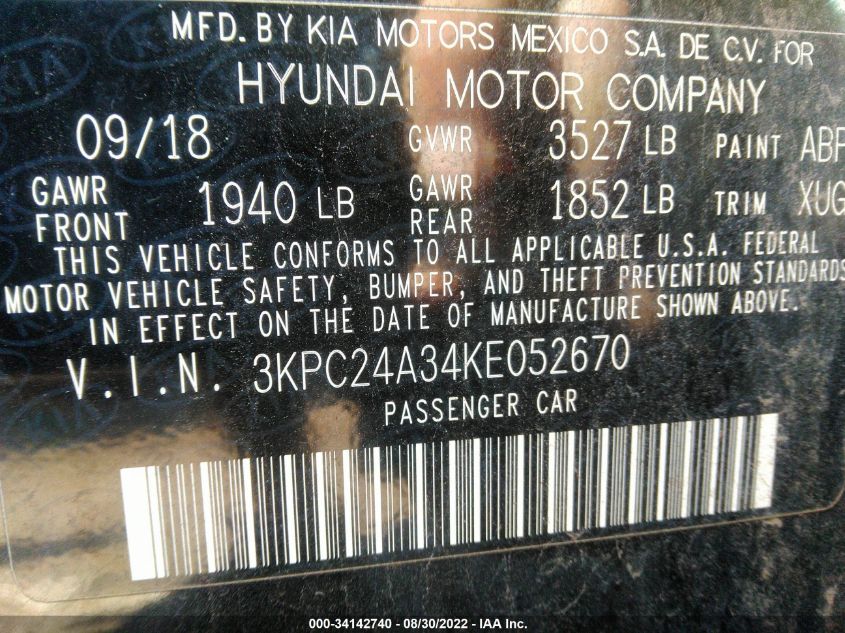 MFD. BY KIA MOTORS MEXICO S.A. DE C.V. FOR
HYUNDAI MOTOR COMPANY
09/18 GVWR 3527 LB PAINT ABP
GAWR FRONT 1940 LB GAWR REAR 1852 LB TRIM XUG
THIS VEHICLE CONFORMS TO ALL APPLICABLE U.S.A. FEDERAL
MOTOR VEHICLE SAFETY, BUMPER, AND THEFT PREVENTION STANDARDS
IN EFFECT ON THE DATE OF MANUFACTURE SHOWN ABOVE.
V.I.N. 3KPC24A34KE052670
PASSENGER CAR
000-34142740 - 08/30/2022 - IAA Inc.